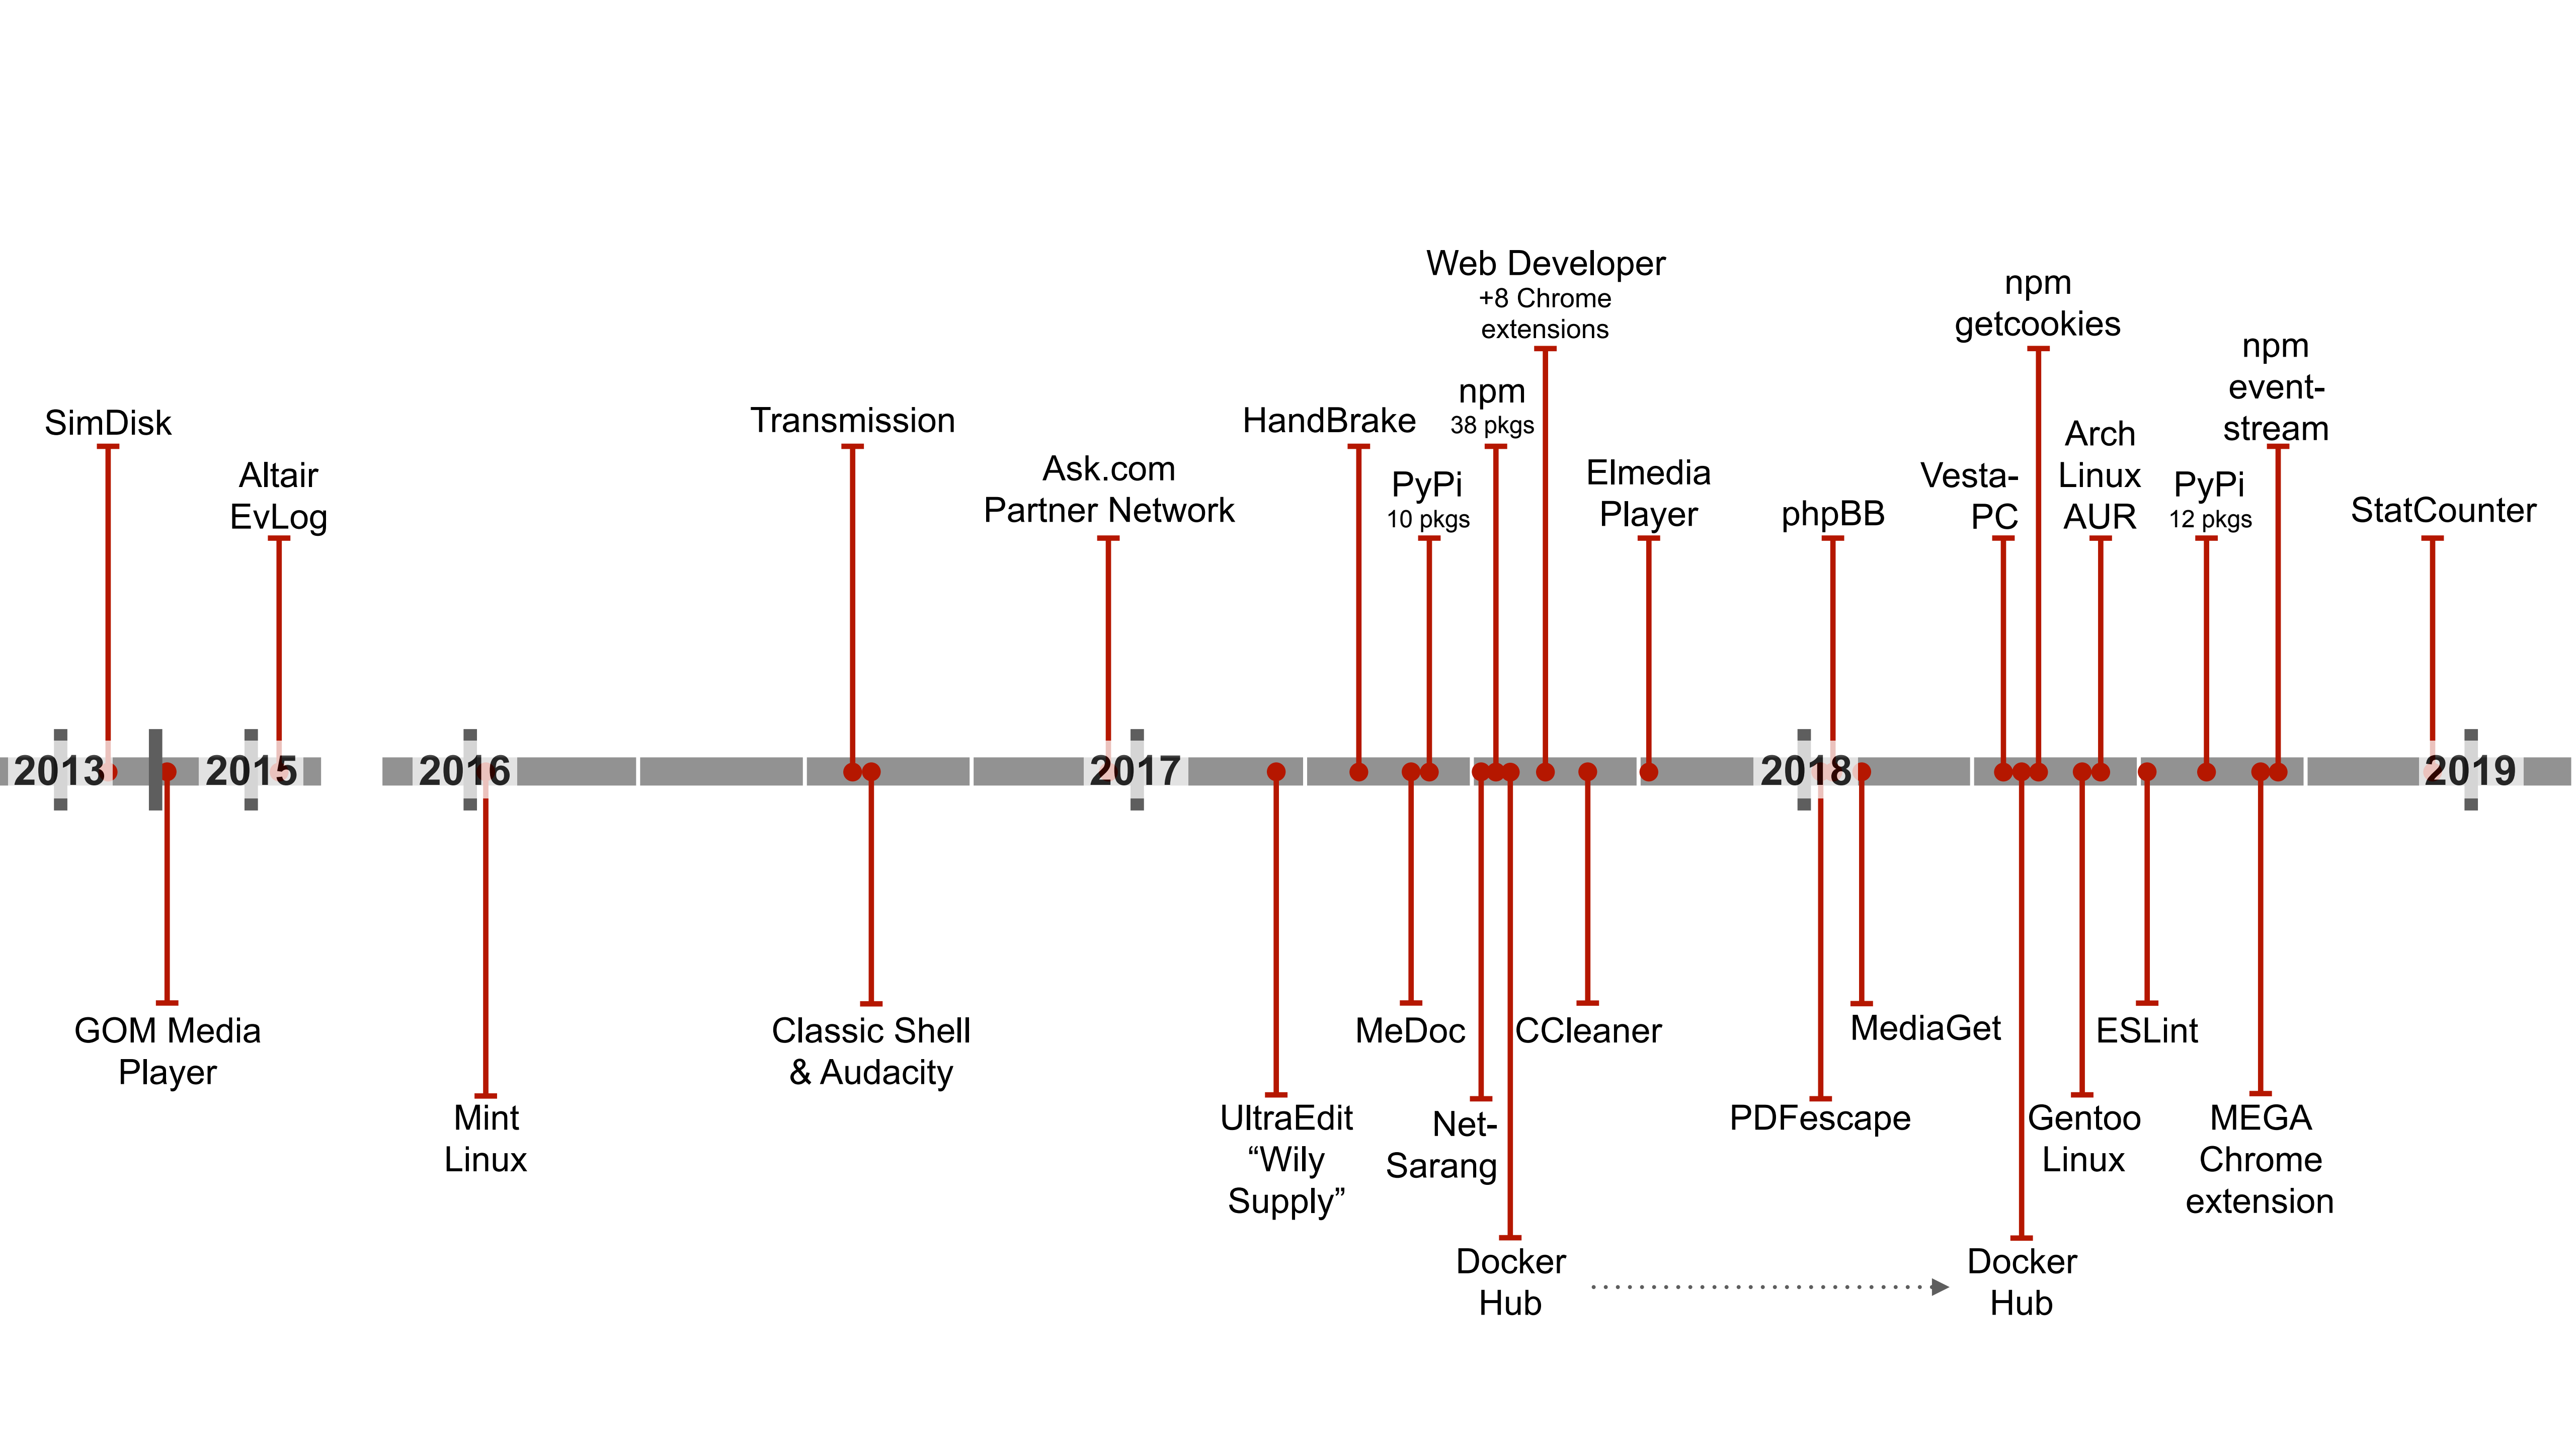 Web Developer
+8 Chrome
extensions
npm
getcookies
npm
event-
stream
SimDisk
Altair
EvLog
Transmission
Ask.com
Partner Network
HandBrake
PyPi
10 pkgs
npm
38 pkgs
Elmedia
Player
phpBB
Vesta-
PC
Arch
Linux
AUR
PyPi
12 pkgs
StatCounter
2013
2015
2016
2017
2018
2019
GOM Media
Player
Mint
Linux
Classic Shell
& Audacity
UltraEdit
“Wily
Supply”
MeDoc
Net-
Sarang
CCleaner
Docker
Hub
PDFescape
MediaGet
Docker
Hub
Gentoo
Linux
ESLint
MEGA
Chrome
extension